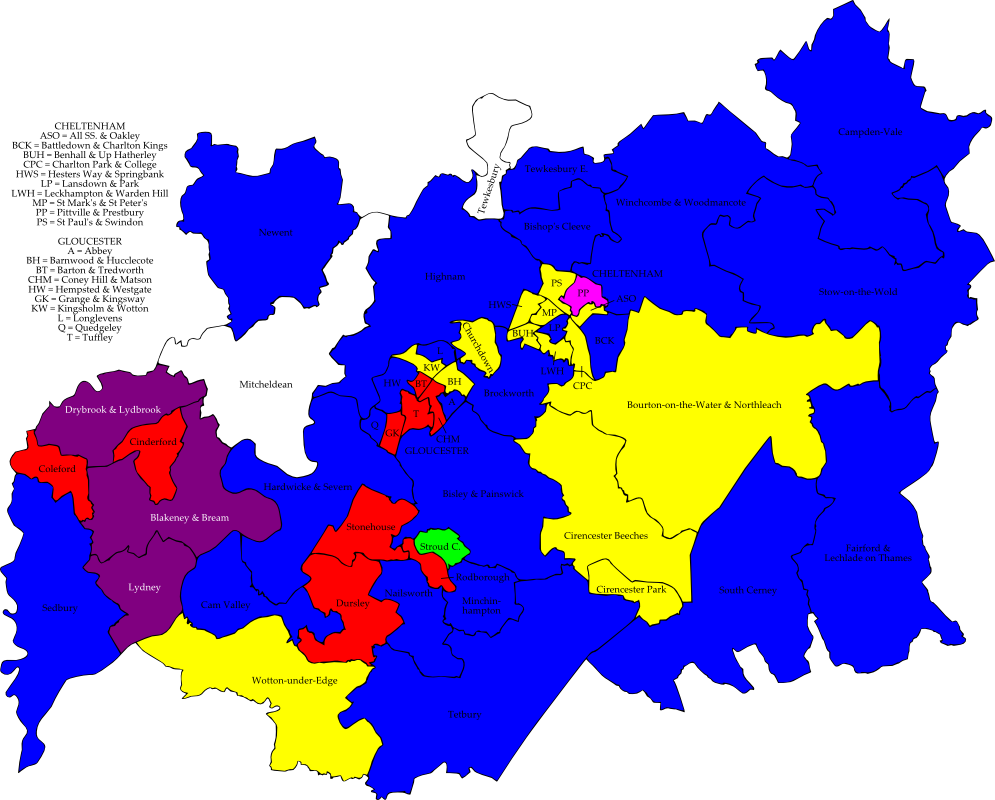 CHELTENHAM
ASO = All SS. & Oakley
BCK = Battledown & Charlton Kings
BUH = Benhall & Up Hatherley
CPC = Charlton Park & College
HWS = Hesters Way & Springbank
LP = Lansdown & Park
LWH = Leckhampton & Warden Hill
MP = St Mark's & St Peter's
PP = Pittville & Prestbury
PS = St Paul's & Swindon
GLOUCESTER
A = Abbey
BH = Barnwood & Hucclecote
BT = Barton & Tredworth
CHM = Coney Hill & Matson
HW = Hempsted & Westgate
GK = Grange & Kingsway
KW = Kingsholm & Wotton
L = Longlevens
Q = Quedgeley
T = Tuffley
Campden-Vale
Tewkesbury E.
Tewkesbury
Winchcombe & Woodmancote
Bishop's Cleeve
Newent
Highnam
CHELTENHAM
PS
PP
Stow-on-the-Wold
HWS
ASO
MP
LP
BUH
BCK
Churchdown
L
KW
LWH
BH
HW
BT
CPC
Mitcheldean
Brockworth
A
Bourton-on-the-Water & Northleach
Drybrook & Lydbrook
T
Q
GK
CHM
GLOUCESTER
Cinderford
Coleford
Hardwicke & Severn
Bisley & Painswick
Blakeney & Bream
Stonehouse
Cirencester Beeches
Stroud C.
Fairford &
Lechlade on Thames
Rodborough
Lydney
Nailsworth
Cirencester Park
South Cerney
Minchin-
hampton
Sedbury
Cam Valley
Dursley
Wotton-under-Edge
Tetbury